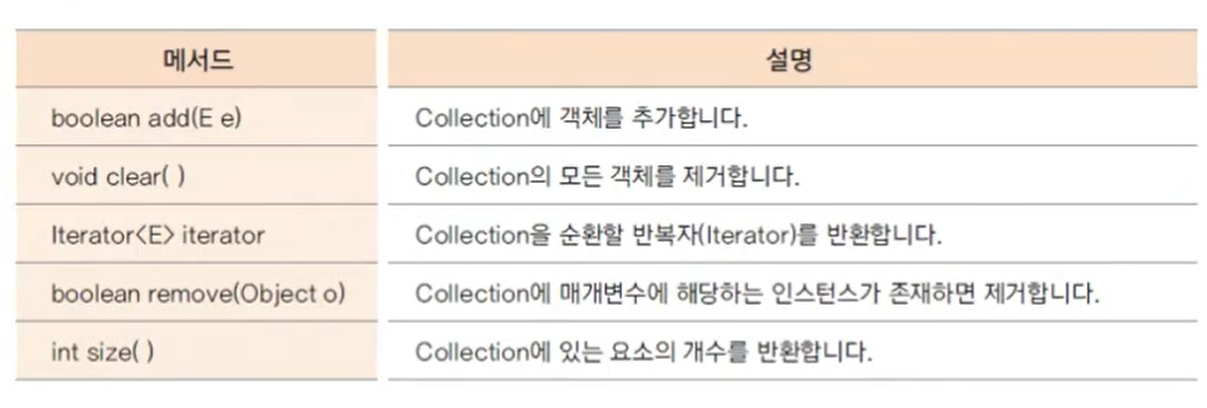 메서드 설명
boolean add(E e) Collection에 객체를 추가합니다.
void clear( ) Collection의 모든 객체를 제거합니다.
Iterator<E> iterator Collection을 순환할 반복자(Iterator)를 반환합니다.
boolean remove(Object o) Collection에 매개변수에 해당하는 인스턴스가 존재하면 제거합니다.
int size( ) Collection에 있는 요소의 개수를 반환합니다.